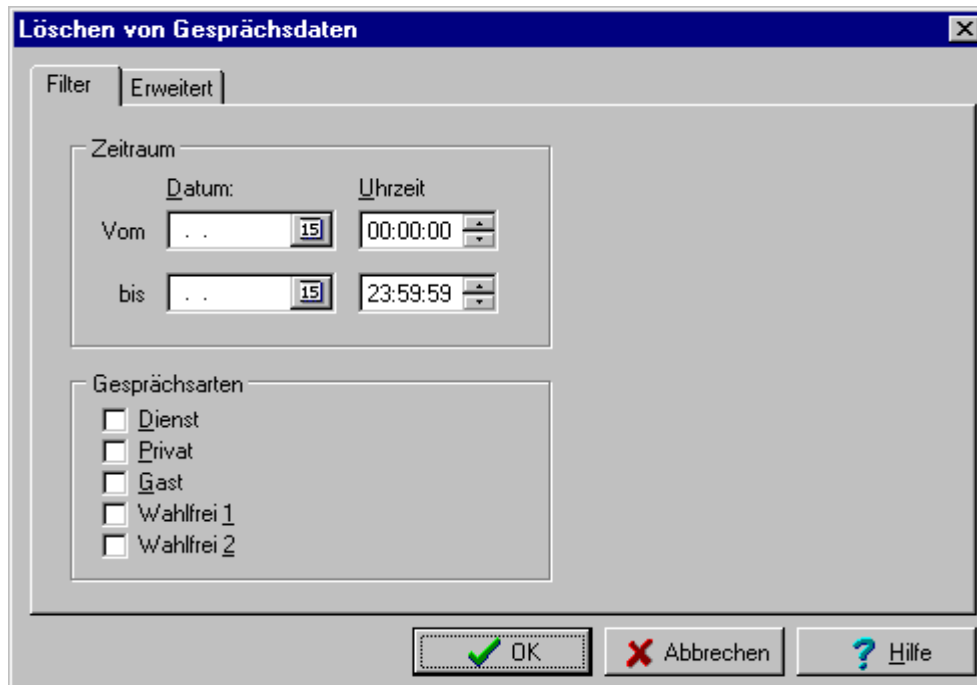 Löschen von Gesprächsdaten
Filter Erweitert
Zeitraum
Datum: Uhrzeit
Vom . . 15 00:00:00
bis . . 15 23:59:59
Gesprächsarten
Dienst
Privat
Gast
Wahlfrei 1
Wahlfrei 2
OK Abbrechen ? Hilfe